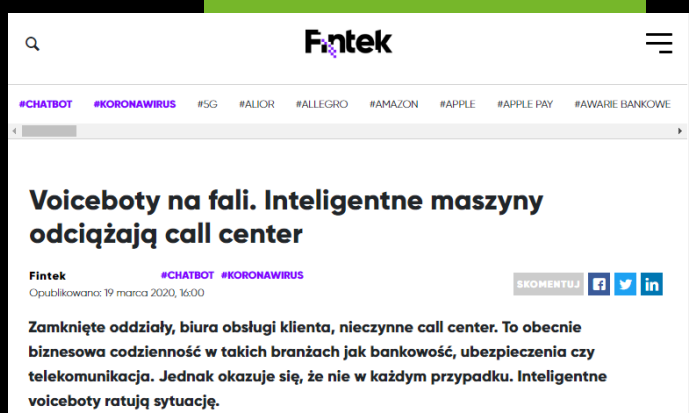 Fintek
#CHATBOT #KORONAWIRUS #5G #ALIOR #ALLEGRO #AMAZON #APPLE #APPLE PAY #AWARIE BANKOWE
Voiceboty na fali. Inteligentne maszyny
odciążają call center
Fintek #CHATBOT #KORONAWIRUS
Opublikowano: 19 marca 2020, 16:00
SKOMENTUJ
Zamknięte oddziały, biura obsługi klienta, nieczynne call center. To obecnie
biznesowa codzienność w takich branżach jak bankowość, ubezpieczenia czy
telekomunikacja. Jednak okazuje się, że nie w każdym przypadku. Inteligentne
voiceboty ratują sytuację.